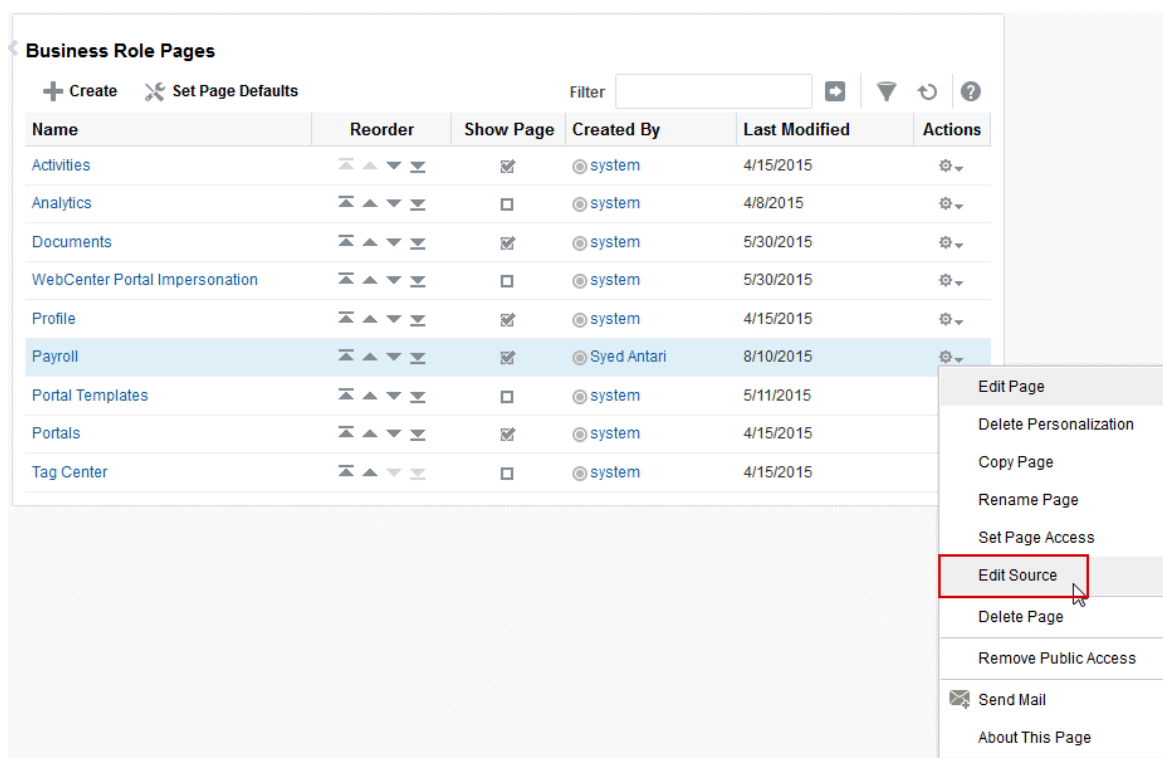 Business Role Pages
Create Set Page Defaults Filter
Name Reorder Show Page Created By Last Modified Actions
Activities system 4/15/2015
Analytics system 4/8/2015
Documents system 5/30/2015
WebCenter Portal Impersonation system 5/30/2015
Profile system 4/15/2015
Payroll Syed Antari 8/10/2015
Portal Templates system 5/11/2015
Portals system 4/15/2015
Tag Center system 4/15/2015
Edit Page
Delete Personalization
Copy Page
Rename Page
Set Page Access
Edit Source
Delete Page
Remove Public Access
Send Mail
About This Page